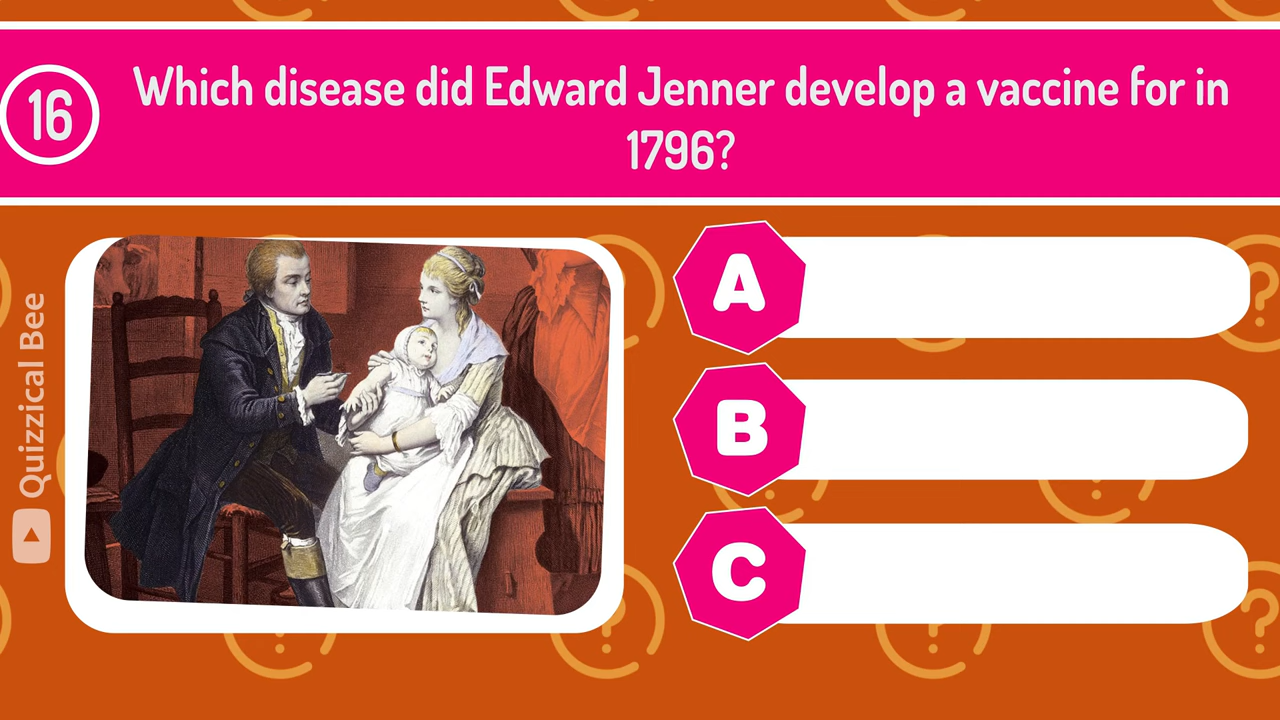 16
Which disease did Edward Jenner develop a vaccine for in
1796?
Quizzical Bee
A
B
C